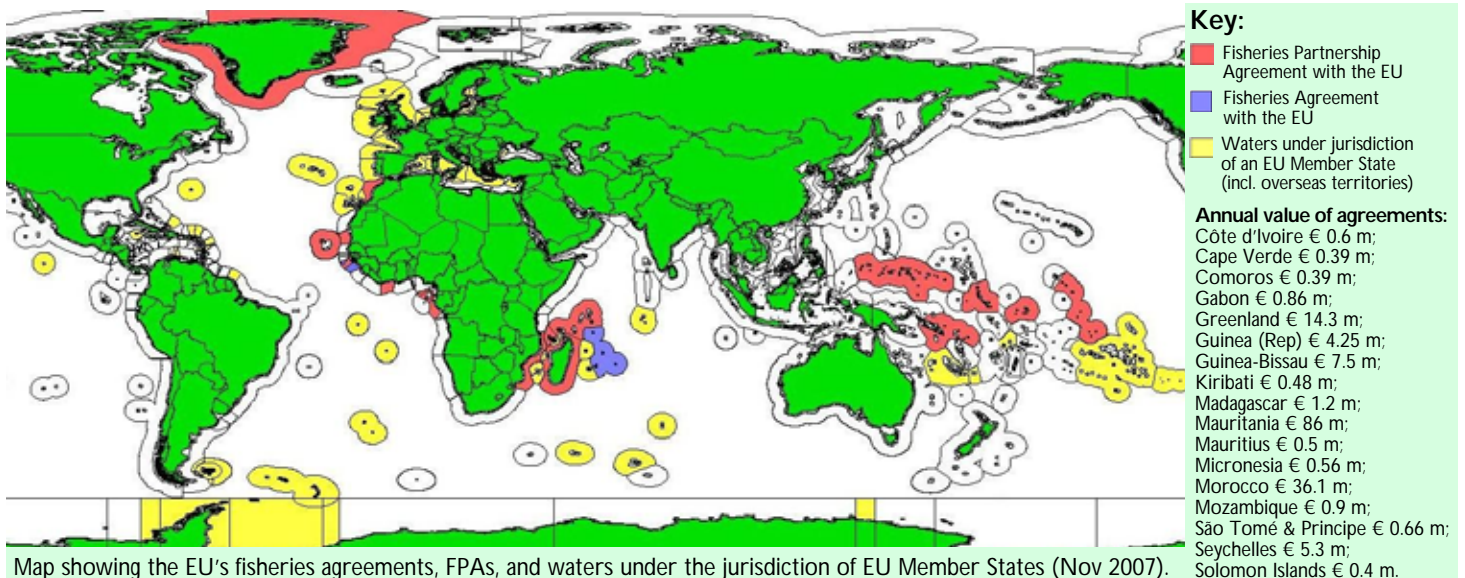 Key:
Fisheries Partnership
Agreement with the EU
Fisheries Agreement
with the EU
Waters under jurisdiction
of an EU Member State
(incl. overseas territories)
Annual value of agreements:
Côte d'Ivoire € 0.6 m;
Cape Verde € 0.39 m;
Comoros € 0.39 m;
Gabon € 0.86 m;
Greenland € 14.3 m;
Guinea (Rep) € 4.25 m;
Guinea-Bissau € 7.5 m;
Kiribati € 0.48 m;
Madagascar € 1.2 m;
Mauritania € 86 m;
Mauritius € 0.5 m;
Micronesia € 0.56 m;
Morocco € 36.1 m;
Mozambique € 0.9 m;
São Tomé & Principe € 0.66 m;
Seychelles € 5.3 m;
Solomon Islands € 0.4 m.
Map showing the EU's fisheries agreements, FPAs, and waters under the jurisdiction of EU Member States (Nov 2007).